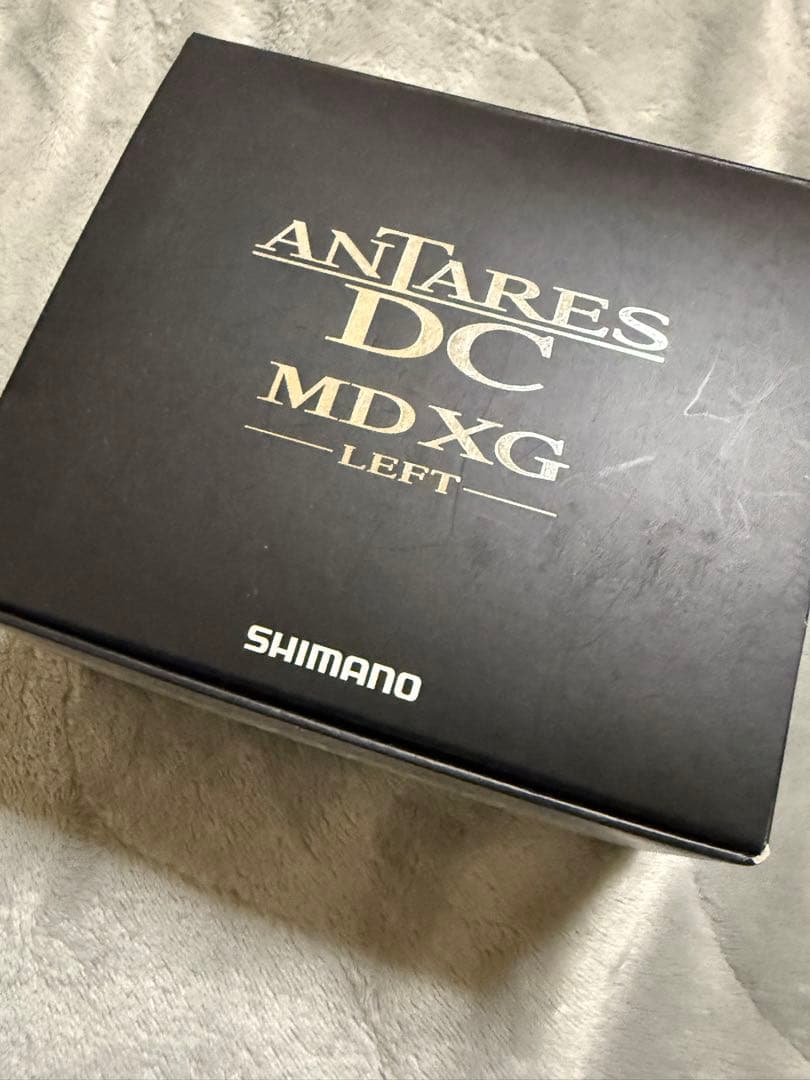 ANTARES
DC
MD XG
LEFT
SHIMANO